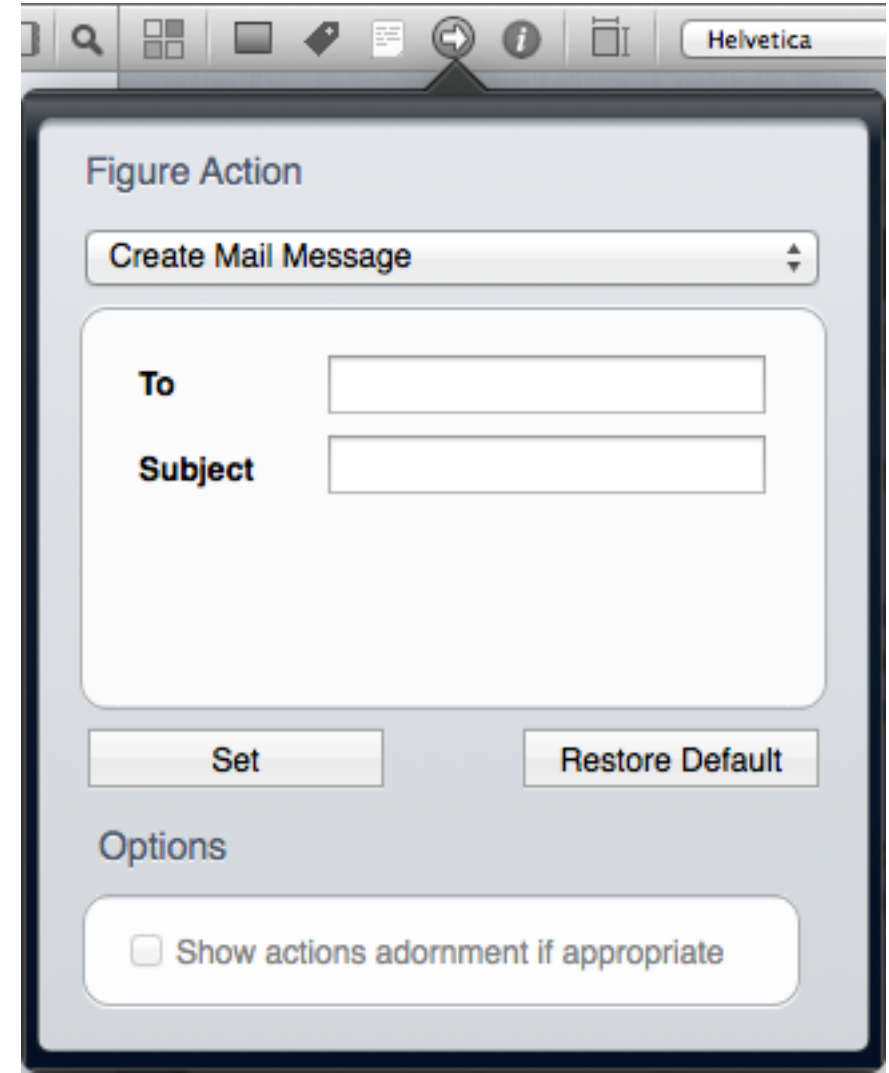 Helvetica
Figure Action
Create Mail Message
To
Subject
Set
Restore Default
Options
Show actions adornment if appropriate